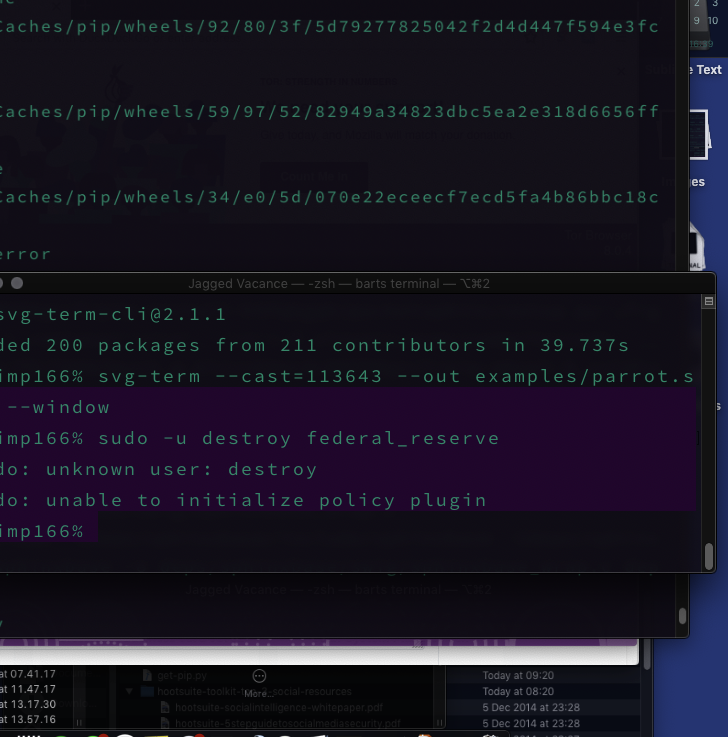 Caches/pip/wheels/92/80/3f/5d79277825042f2d4d447f594e3fc
Caches/pip/wheels/59/97/52/82949a34823dbc5ea2e318d6656ff
e
Caches/pip/wheels/34/e0/5d/070e22eceecf7ecd5fa4b86bbc18c
error
e Text
ges
2 3
9 10
Jagged Vacance — -zsh — barts terminal — ⌥⌘2
svg-term-cli@2.1.1
ded 200 packages from 211 contributors in 39.737s
imp166% svg-term --cast=113643 --out examples/parrot.s
--window
imp166% sudo -u destroy federal_reserve
do: unknown user: destroy
do: unable to initialize policy plugin
imp166%
Jagged Vacance — -zsh — barts terminal — ⌥⌘2
at 07.41.17 get-pip.py Today at 09:20
at 11.47.17 hootsuite-toolkit- social-resources Today at 08:20
More...
at 13.17.30 hootsuite-socialintelligence-whitepaper.pdf 5 Dec 2014 at 23:28
at 13.57.16 hootsuite-5stepguidetosocialmediasecurity.pdf 5 Dec 2014 at 23:28